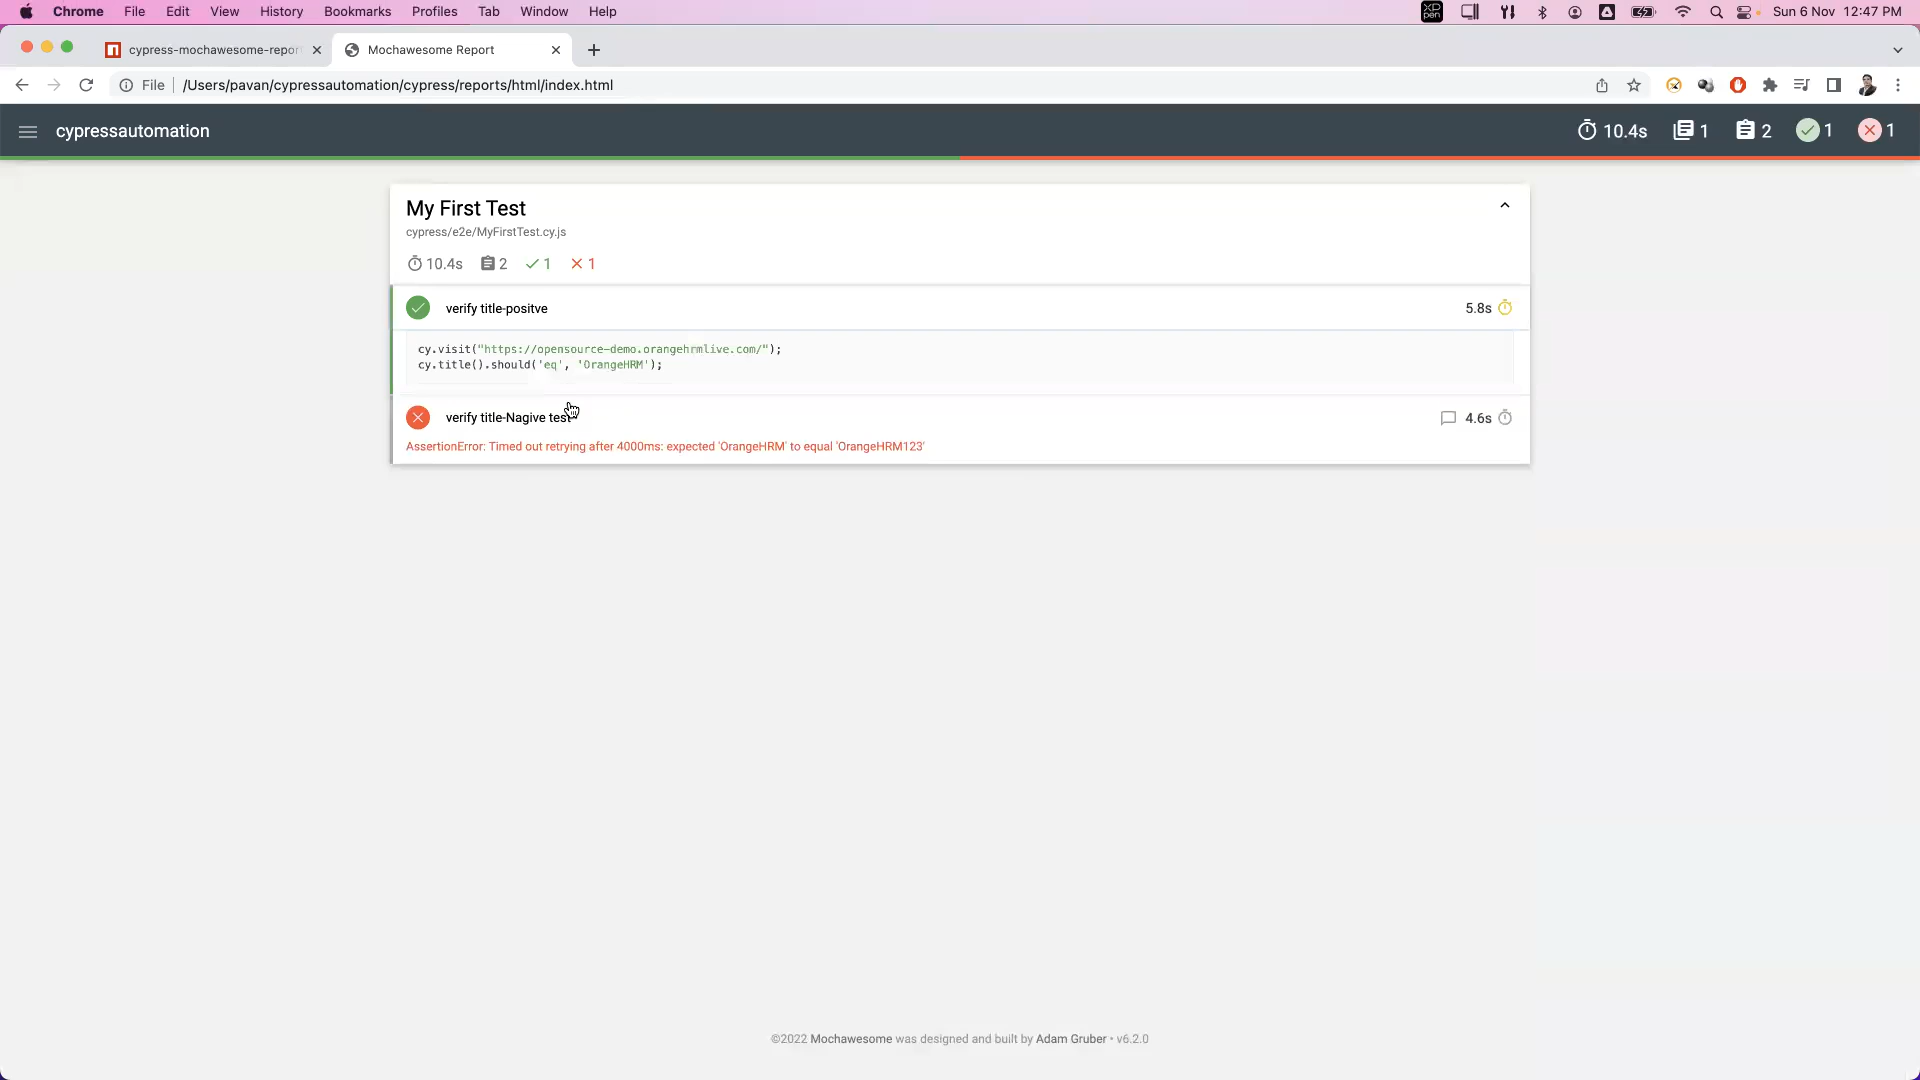 Chrome File Edit View History Bookmarks Profiles Tab Window Help
XP PEN
Sun 6 Nov 12:47 PM
cypress-mochawesome-repor
Mochawesome Report
File /Users/pavan/cypressautomation/cypress/reports/html/index.html
cypressautomation
10.4s 1 2 1 1
My First Test
cypress/e2e/MyFirstTest.cy.js
10.4s 2 1 1
verify title-positve
5.8s
cy.visit("https://opensource-demo.orangehrmlive.com/");
cy.title().should('eq', 'OrangeHRM');
verify title-Nagive test
4.6s
AssertionError: Timed out retrying after 4000ms: expected 'OrangeHRM' to equal 'OrangeHRM123'
©2022 Mochawesome was designed and built by Adam Gruber • v6.2.0